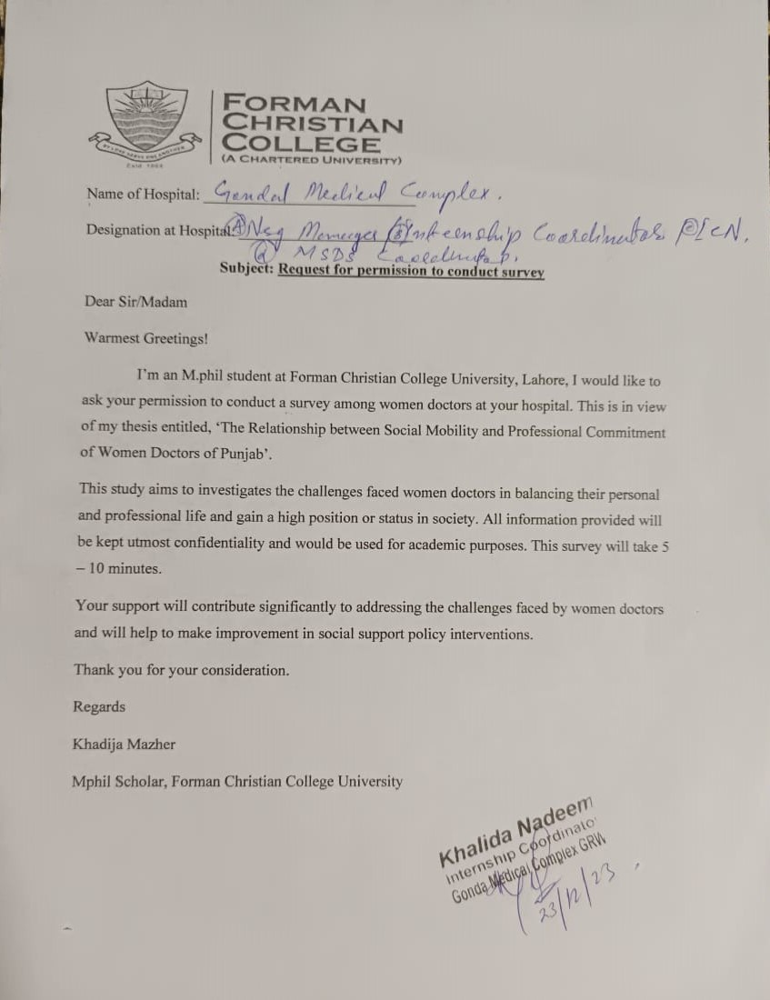 FORMAN
CHRISTIAN
COLLEGE
(A CHARTERED UNIVERSITY)
Name of Hospital: Gondal Medical Complex.
Designation at Hospital: ① Nsg Manager ② Internship Coordinator ③ ICN.
④ MSDS Coordinator.
Subject: Request for permission to conduct survey
Dear Sir/Madam
Warmest Greetings!
I'm an M.phil student at Forman Christian College University, Lahore, I would like to
ask your permission to conduct a survey among women doctors at your hospital. This is in view
of my thesis entitled, ‘The Relationship between Social Mobility and Professional Commitment
of Women Doctors of Punjab’.
This study aims to investigates the challenges faced women doctors in balancing their personal
and professional life and gain a high position or status in society. All information provided will
be kept utmost confidentiality and would be used for academic purposes. This survey will take 5
– 10 minutes.
Your support will contribute significantly to addressing the challenges faced by women doctors
and will help to make improvement in social support policy interventions.
Thank you for your consideration.
Regards
Khadija Mazher
Mphil Scholar, Forman Christian College University
Khalida Nadeem
Internship Coordinator
Gonda Medical Complex GRW
23/12/23